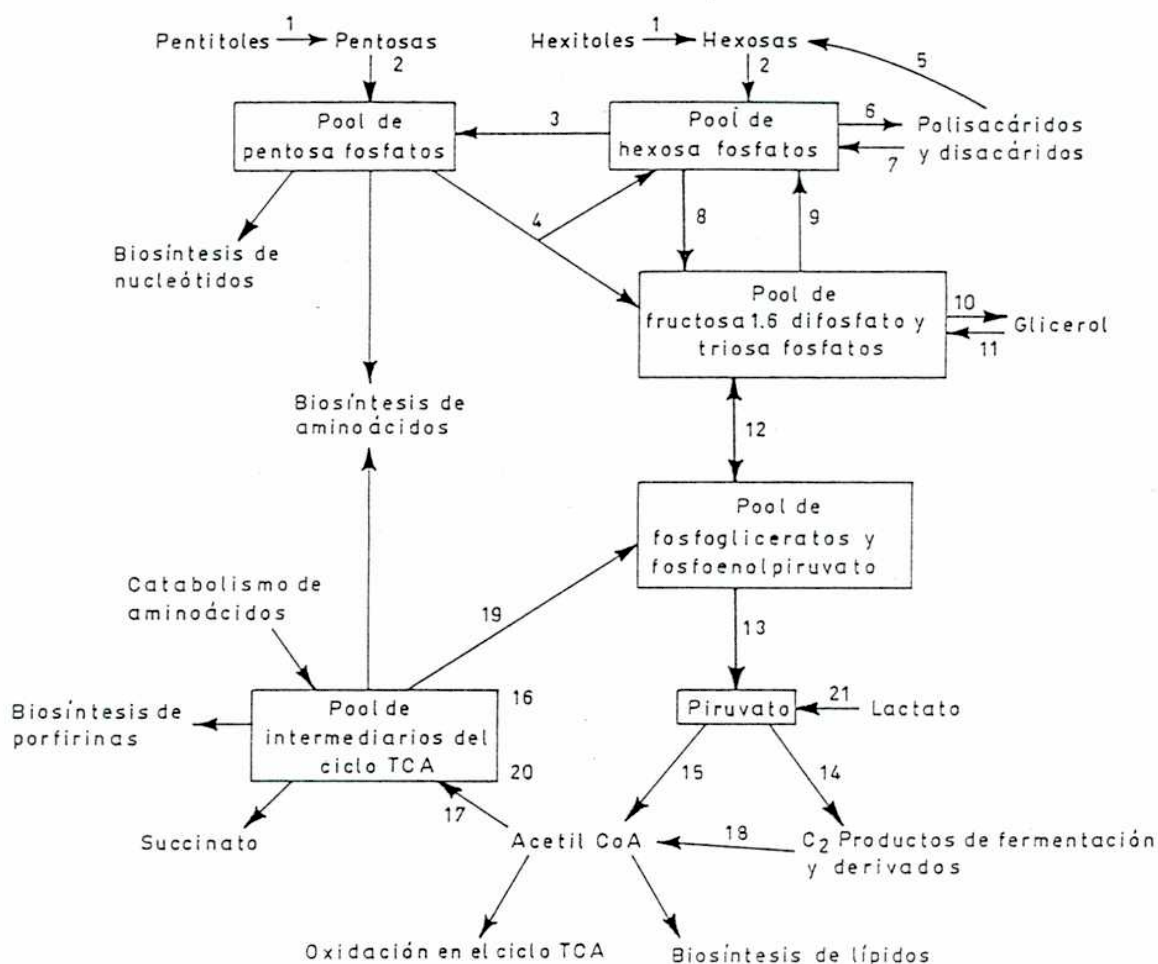 1
1
Pentitoles
Pentosas
Hexitoles
Hexosas
5
2
2
Pool de
pentosa fosfatos
3
Pool de
hexosa fosfatos
6
7
Polisacáridos
y disacáridos
4
8
9
Biosíntesis de
nucleótidos
Pool de
fructosa 1.6 difosfato y
triosa fosfatos
10
11
Glicerol
Biosíntesis de
aminoácidos
12
Pool de
fosfogliceratos y
fosfoenolpiruvato
Catabolismo de
aminoácidos
19
13
Biosíntesis de
porfirinas
Pool de
intermediarios del
ciclo TCA
16
20
Piruvato
21
Lactato
15
14
17
Succinato
Acetil CoA
18
C2 Productos de fermentación
y derivados
Oxidación en el ciclo TCA
Biosíntesis de lípidos